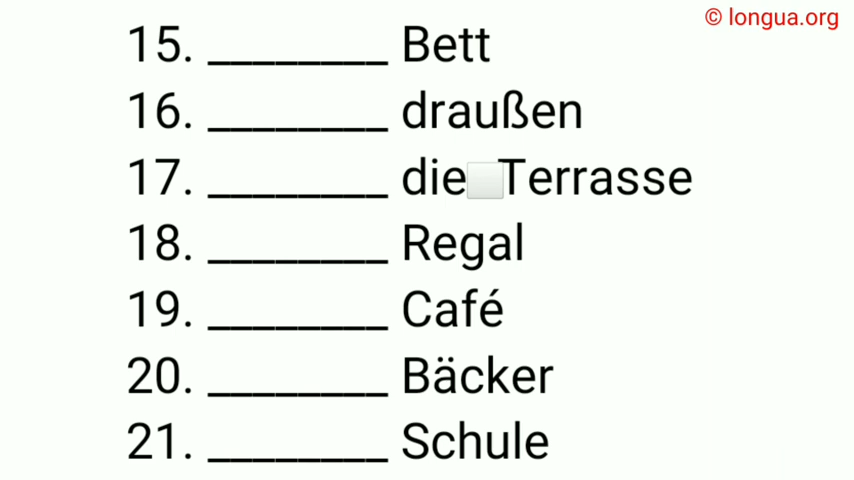 © longua.org
15. ________ Bett
16. ________ draußen
17. ________ die Terrasse
18. ________ Regal
19. ________ Café
20. ________ Bäcker
21. ________ Schule